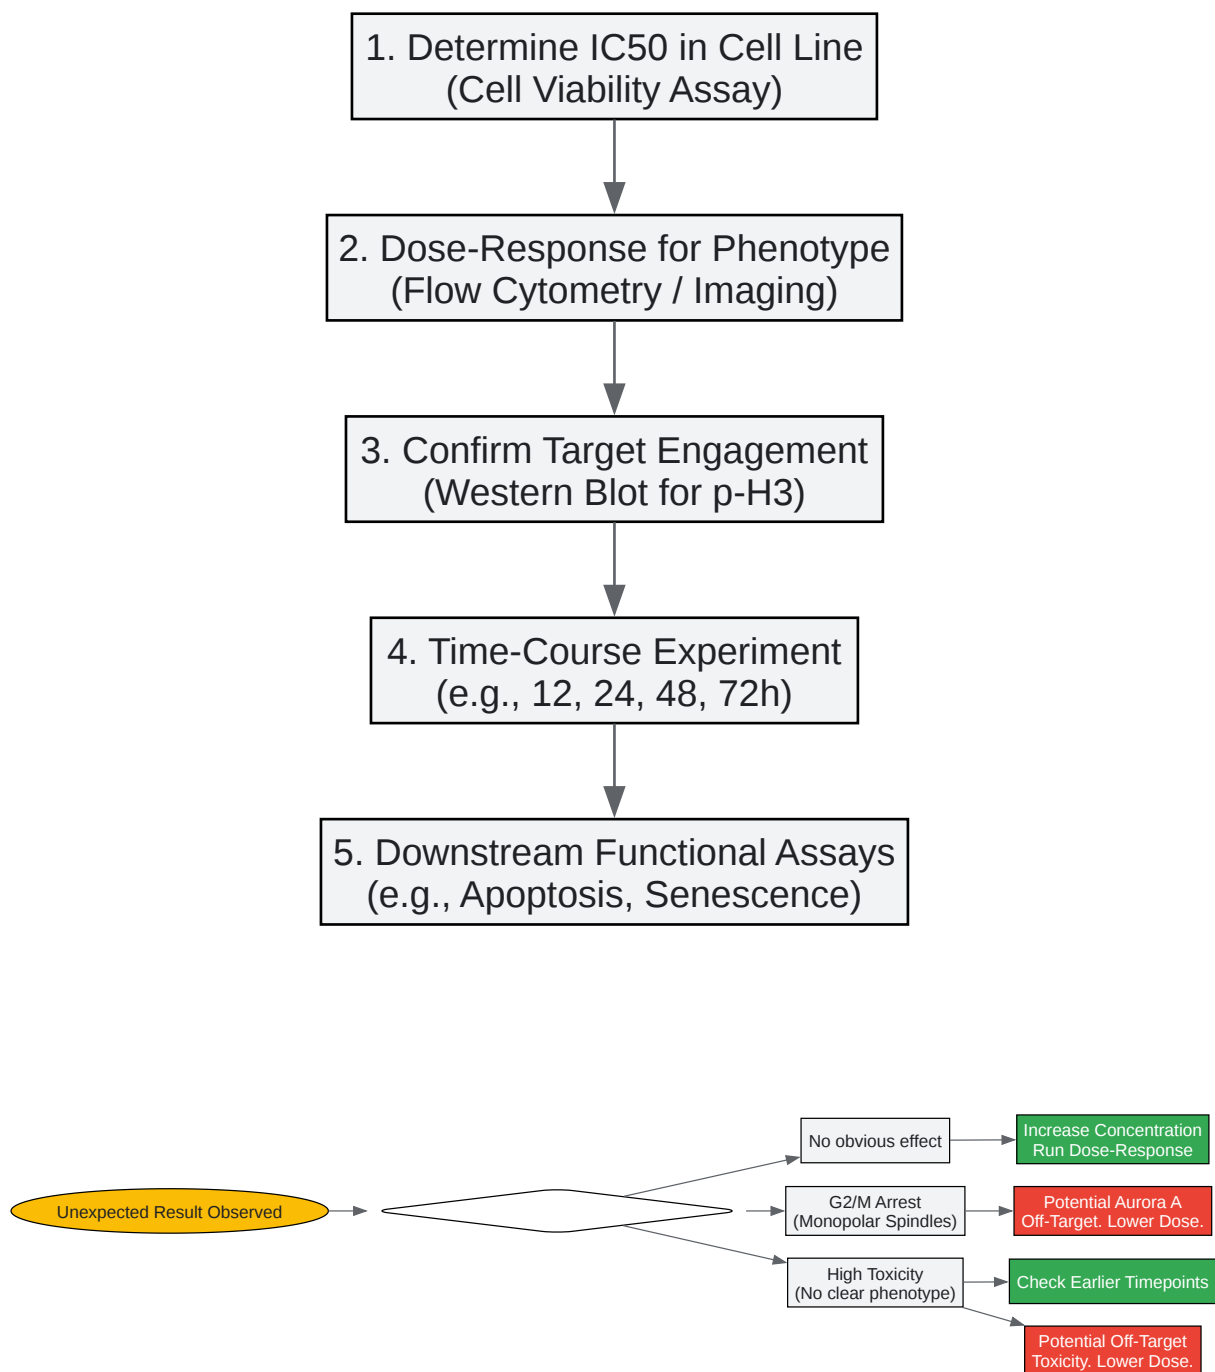 1. Determine IC50 in Cell Line
(Cell Viability Assay)
2. Dose-Response for Phenotype
(Flow Cytometry / Imaging)
3. Confirm Target Engagement
(Western Blot for p-H3)
4. Time-Course Experiment
(e.g., 12, 24, 48, 72h)
5. Downstream Functional Assays
(e.g., Apoptosis, Senescence)
Unexpected Result Observed
No obvious effect
Increase Concentration
Run Dose-Response
G2/M Arrest
(Monopolar Spindles)
Potential Aurora A
Off-Target. Lower Dose.
High Toxicity
(No clear phenotype)
Check Earlier Timepoints
Potential Off-Target
Toxicity. Lower Dose.